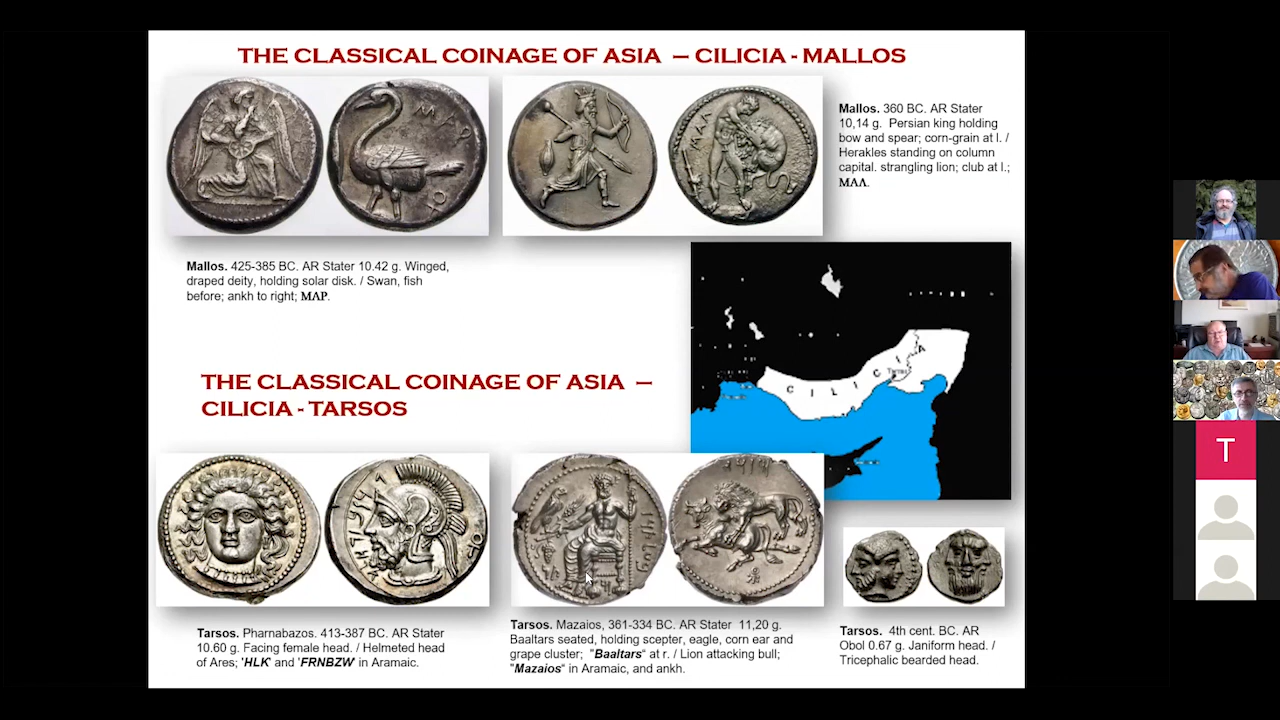 THE CLASSICAL COINAGE OF ASIA – CILICIA - MALLOS
ΜΑΡ
ΜΑΛ
Mallos. 360 BC. AR Stater
10,14 g. Persian king holding
bow and spear; corn-grain at l. /
Herakles standing on column
capital. strangling lion; club at l.;
ΜΑΛ.
Mallos. 425-385 BC. AR Stater 10.42 g. Winged,
draped deity, holding solar disk. / Swan, fish
before; ankh to right; ΜΑΡ.
CILICIA
THE CLASSICAL COINAGE OF ASIA –
CILICIA - TARSOS
Tarsos. Pharnabazos. 413-387 BC. AR Stater
10.60 g. Facing female head. / Helmeted head
of Ares; 'HLK' and 'FRNBZW' in Aramaic.
Tarsos. Mazaios, 361-334 BC. AR Stater 11,20 g.
Baaltars seated, holding scepter, eagle, corn ear and
grape cluster; "Baaltars“ at r. / Lion attacking bull;
"Mazaios“ in Aramaic, and ankh.
Tarsos. 4th cent. BC. AR
Obol 0.67 g. Janiform head. /
Tricephalic bearded head.
T